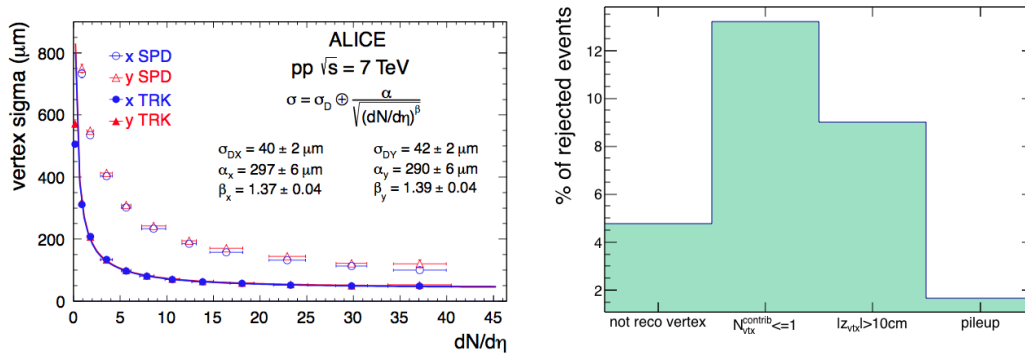 vertex sigma (μm)
800
600
400
200
0
x SPD
y SPD
x TRK
y TRK
ALICE
pp √s = 7 TeV
σ = σ_D ⊕ α / √(dN/dη)^β
σ_DX = 40 ± 2 μm
α_x = 297 ± 6 μm
β_x = 1.37 ± 0.04
σ_DY = 42 ± 2 μm
α_y = 290 ± 6 μm
β_y = 1.39 ± 0.04
0 5 10 15 20 25 30 35 40 45
dN/dη
% of rejected events
12
10
8
6
4
2
not reco vertex
N_vtx^contrib<=1
|z_vtx|>10cm
pileup